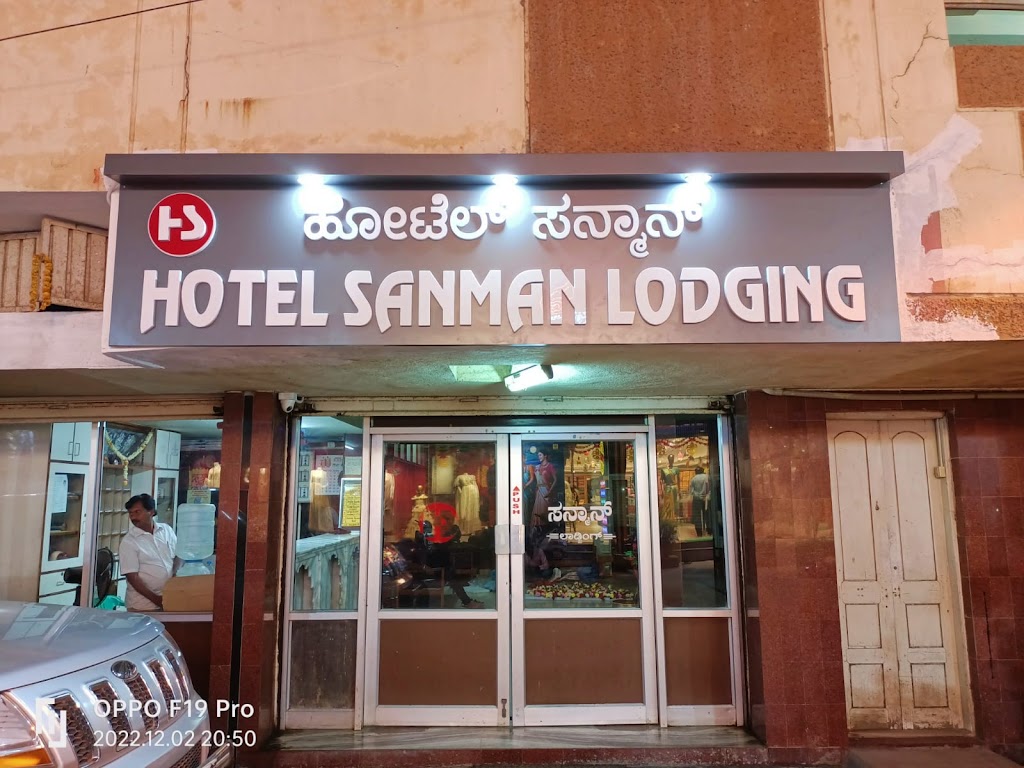 HS
ಹೋಟೆಲ್ ಸನ್ಮಾನ್
HOTEL SANMAN LODGING
PUSH
ಸನ್ಮಾನ್
ಲಾಡಿಂಗ್
OPPO F19 Pro
2022.12.02 20:50